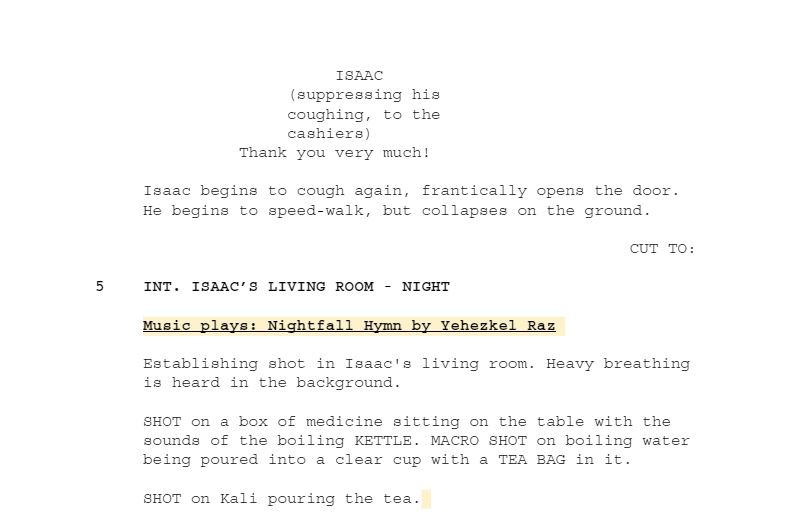 ISAAC
(suppressing his
coughing, to the
cashiers)
Thank you very much!
Isaac begins to cough again, frantically opens the door.
He begins to speed-walk, but collapses on the ground.
CUT TO:
5 INT. ISAAC’S LIVING ROOM - NIGHT
Music plays: Nightfall Hymn by Yehezkel Raz
Establishing shot in Isaac's living room. Heavy breathing
is heard in the background.
SHOT on a box of medicine sitting on the table with the
sounds of the boiling KETTLE. MACRO SHOT on boiling water
being poured into a clear cup with a TEA BAG in it.
SHOT on Kali pouring the tea.